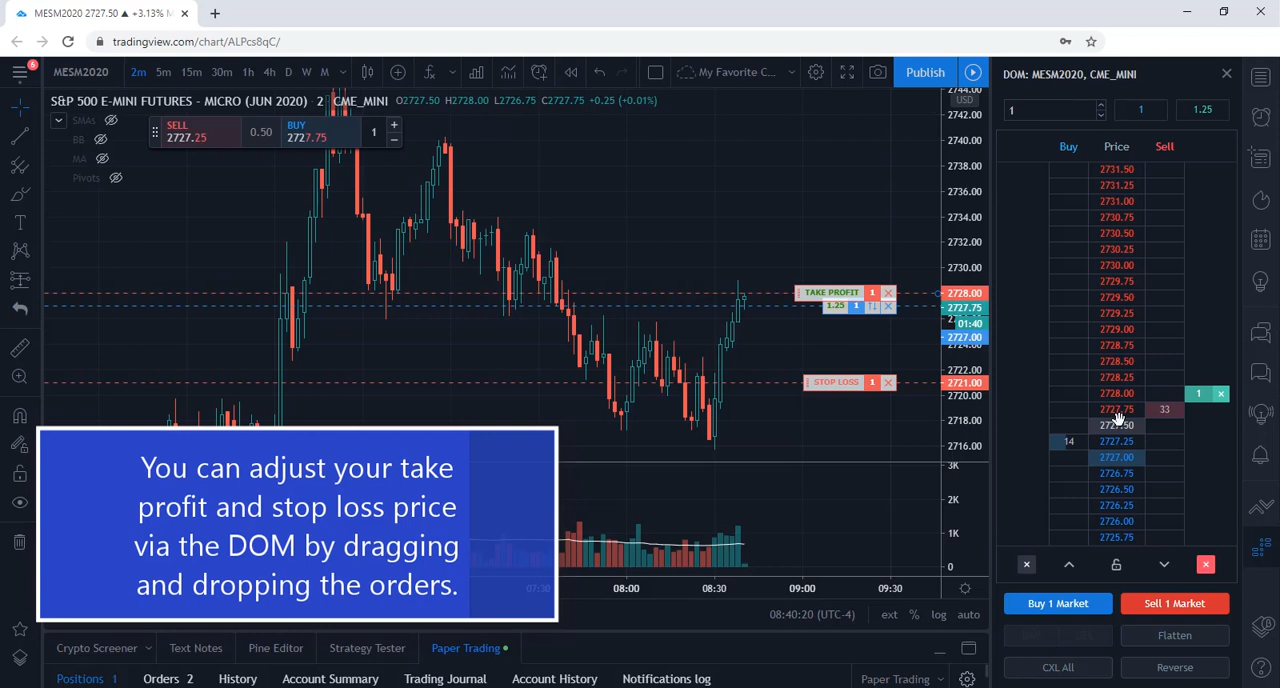 MESM2020 2727.50 ▲ +3.13% M
tradingview.com/chart/ALPcs8qC/
6
MESM2020 2m 5m 15m 30m 1h 4h D W M
My Favorite C...
Publish
S&P 500 E-MINI FUTURES - MICRO (JUN 2020) · 2 CME_MINI O2727.50 H2728.00 L2726.75 C2727.75 +0.25 (+0.01%)
SMAs
BB
MA
Pivots
SELL
2727.25
0.50
BUY
2727.75
1
2744.00
USD
2742.00
2740.00
2738.00
2736.00
2734.00
2732.00
2730.00
TAKE PROFIT 1
2728.00
1.25 1
2727.75
01:40
2727.00
2724.00
2722.00
STOP LOSS 1
2721.00
2720.00
2718.00
2716.00
3K
2K
1K
0
07:30 08:00 08:30 09:00 09:30
08:40:20 (UTC-4) ext % log auto
You can adjust your take
profit and stop loss price
via the DOM by dragging
and dropping the orders.
Crypto Screener Text Notes Pine Editor Strategy Tester Paper Trading
Positions 1 Orders 2 History Account Summary Trading Journal Account History Notifications log Paper Trading
DOM: MESM2020, CME_MINI
1 1 1.25
Buy Price Sell
2731.50
2731.25
2731.00
2730.75
2730.50
2730.25
2730.00
2729.75
2729.50
2729.25
2729.00
2728.75
2728.50
2728.25
2728.00 1 x
2727.75 33
2727.50
14 2727.25
2727.00
2726.75
2726.50
2726.25
2726.00
2725.75
Buy 1 Market Sell 1 Market
Flatten
CXL All Reverse